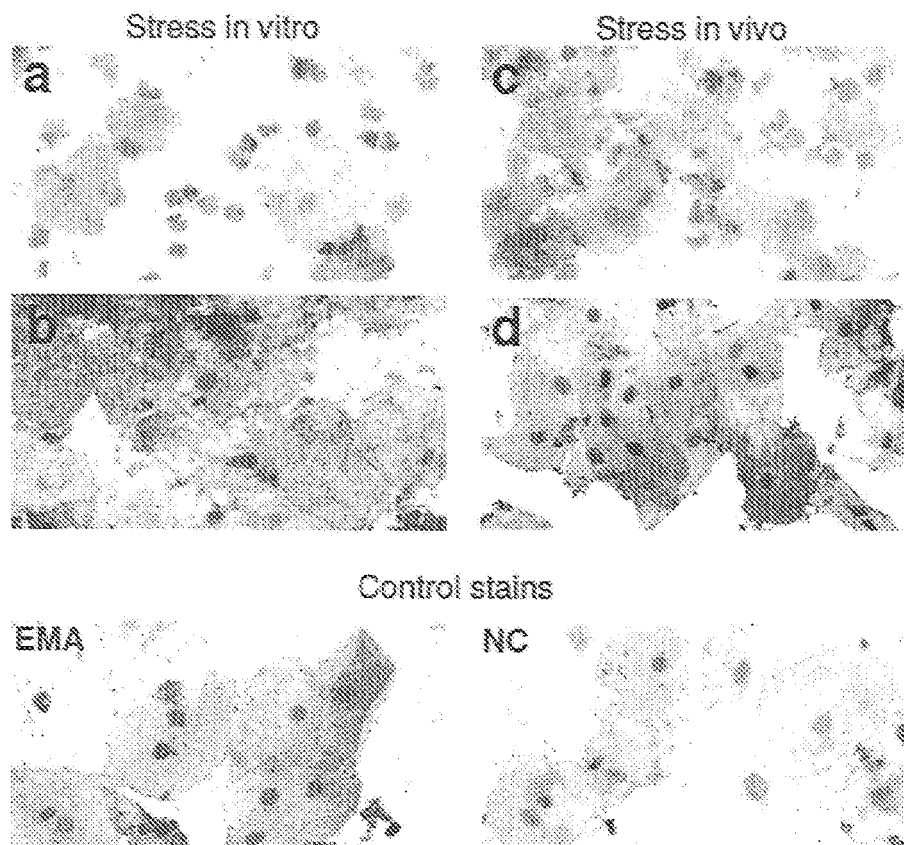 Stress in vitro
Stress in vivo
a
c
b
d
Control stains
EMA
NC